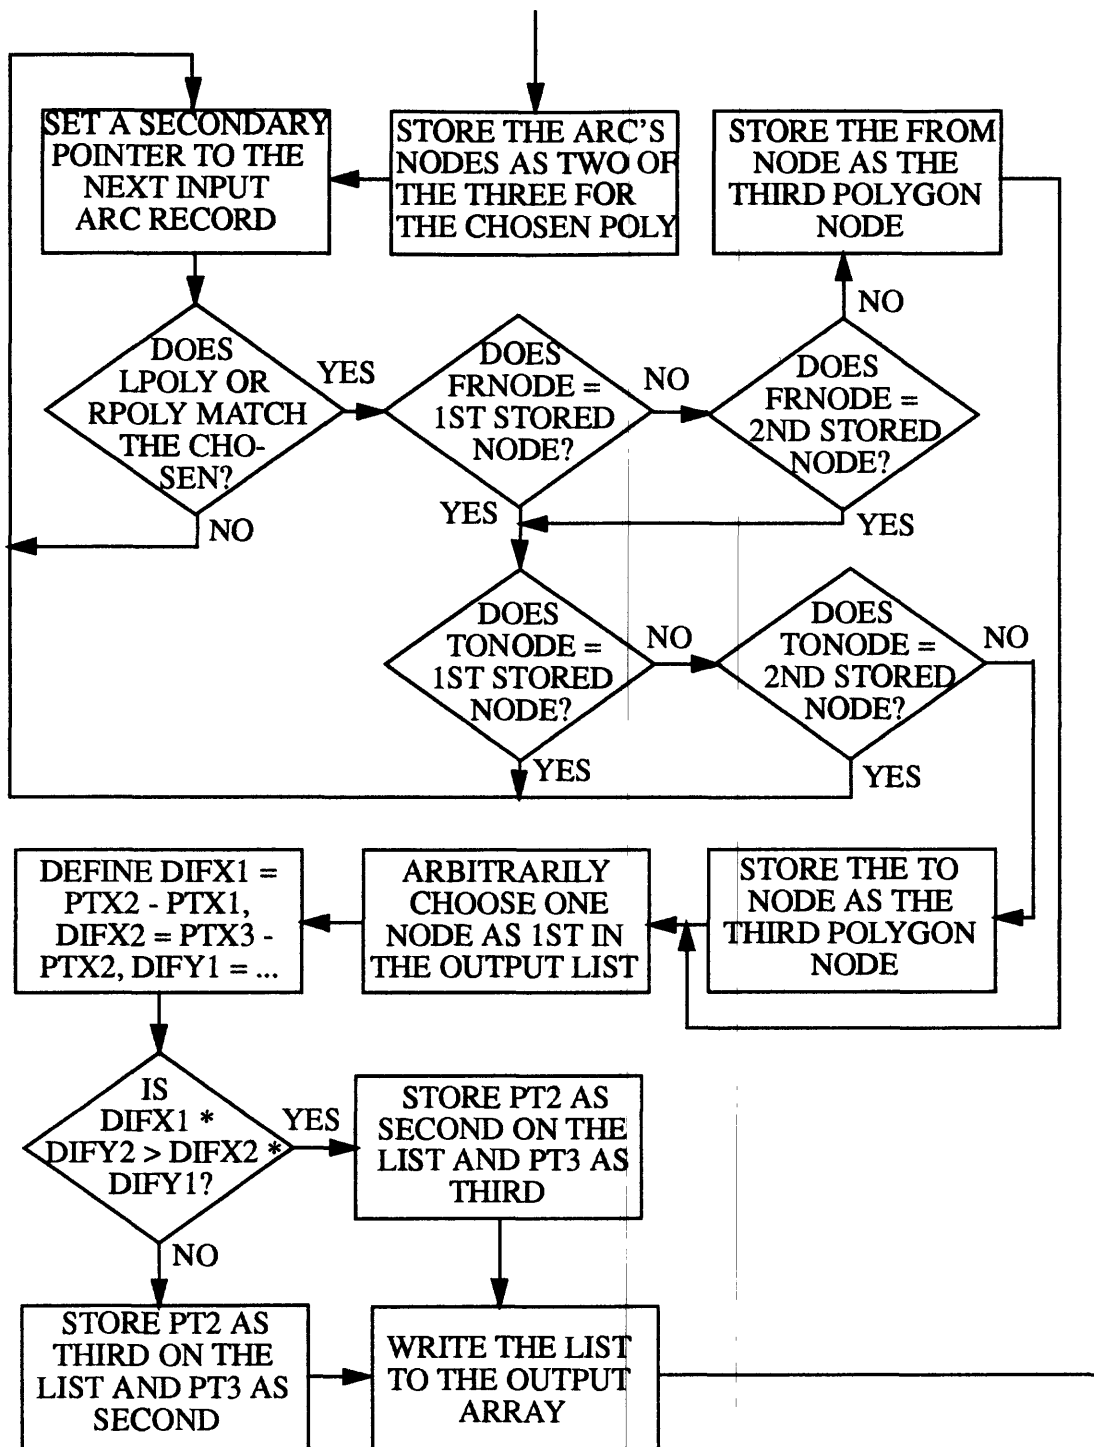 SET A SECONDARY
POINTER TO THE
NEXT INPUT
ARC RECORD
STORE THE ARC'S
NODES AS TWO OF
THE THREE FOR
THE CHOSEN POLY
STORE THE FROM
NODE AS THE
THIRD POLYGON
NODE
NO
DOES
LPOLY OR
RPOLY MATCH
THE CHO-
SEN?
YES
NO
DOES
FRNODE =
1ST STORED
NODE?
NO
YES
DOES
FRNODE =
2ND STORED
NODE?
YES
DOES
TONODE =
1ST STORED
NODE?
NO
YES
DOES
TONODE =
2ND STORED
NODE?
NO
YES
DEFINE DIFX1 =
PTX2 - PTX1,
DIFX2 = PTX3 -
PTX2, DIFY1 = ...
ARBITRARILY
CHOOSE ONE
NODE AS 1ST IN
THE OUTPUT LIST
STORE THE TO
NODE AS THE
THIRD POLYGON
NODE
IS
DIFX1 *
DIFY2 > DIFX2 *
DIFY1?
YES
NO
STORE PT2 AS
SECOND ON THE
LIST AND PT3 AS
THIRD
STORE PT2 AS
THIRD ON THE
LIST AND PT3 AS
SECOND
WRITE THE LIST
TO THE OUTPUT
ARRAY